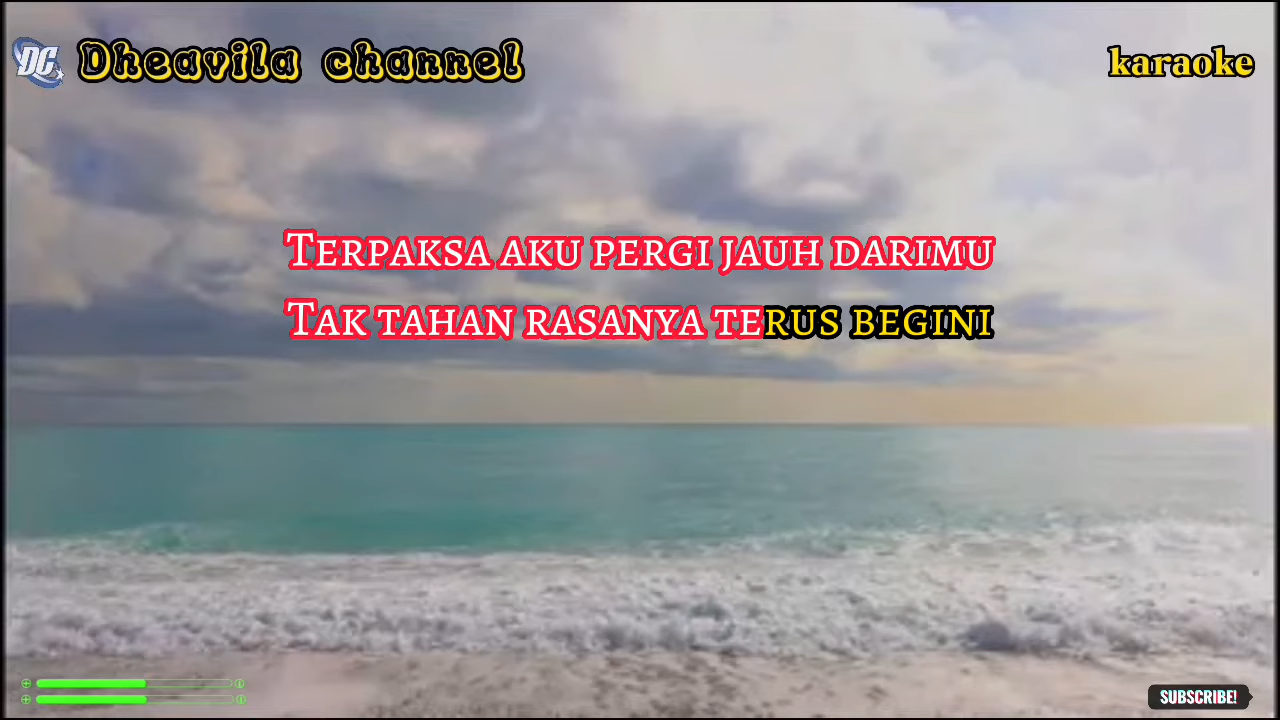 DC Dheavila channel
karaoke
Terpaksa aku pergi jauh darimu
Tak tahan rasanya terus begini
SUBSCRIBE!